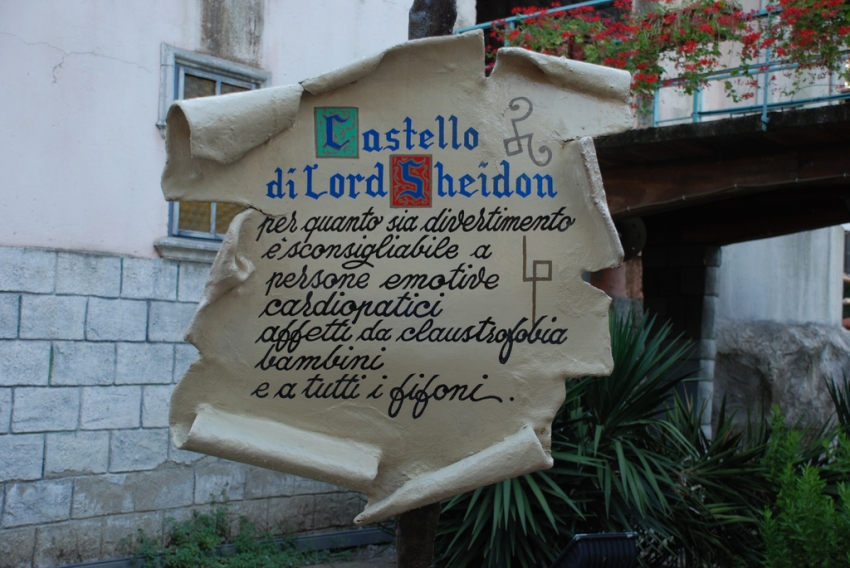 Castello
di Lord Sheidon
per quanto sia divertimento
é sconsigliabile a
persone emotive
cardiopatici
affetti da claustrofobia
bambini
e a tutti i fifoni.